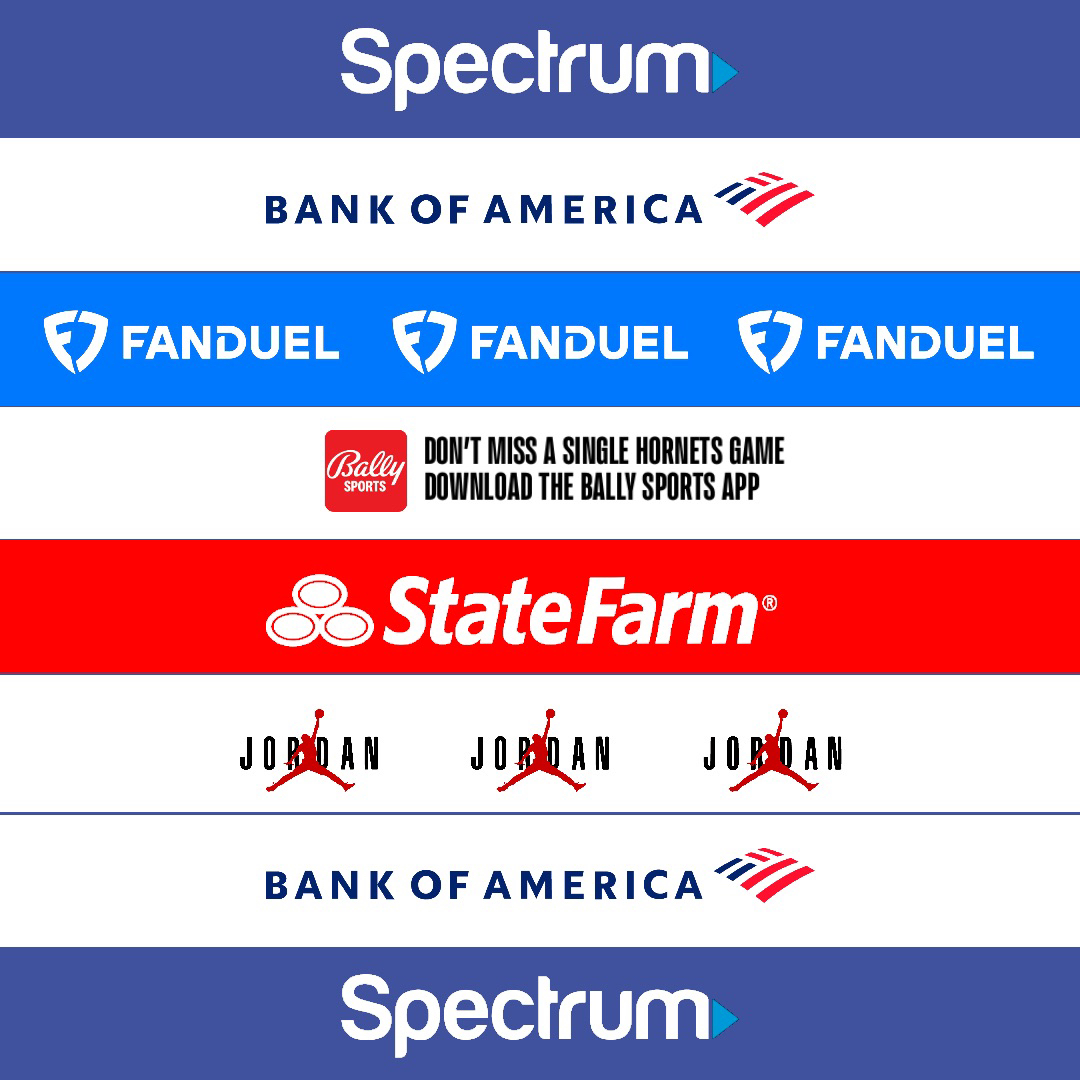 Spectrum
BANK OF AMERICA
FANDUEL FANDUEL FANDUEL
Bally
SPORTS
DON'T MISS A SINGLE HORNETS GAME
DOWNLOAD THE BALLY SPORTS APP
StateFarm®
JORDAN JORDAN JORDAN
BANK OF AMERICA
Spectrum